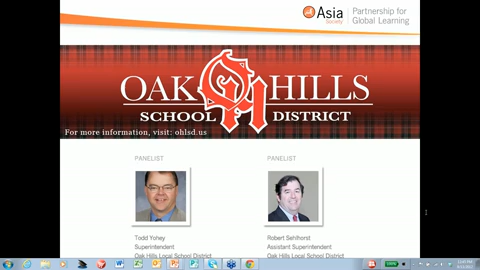 Asia
Society
Partnership for
Global Learning
OAK OH HILLS
SCHOOL DISTRICT
For more information, visit: ohlsd.us
PANELIST
PANELIST
Todd Yohey
Robert Sehlhorst
Superintendent
Assistant Superintendent
Oak Hills Local School District
Oak Hills Local School District